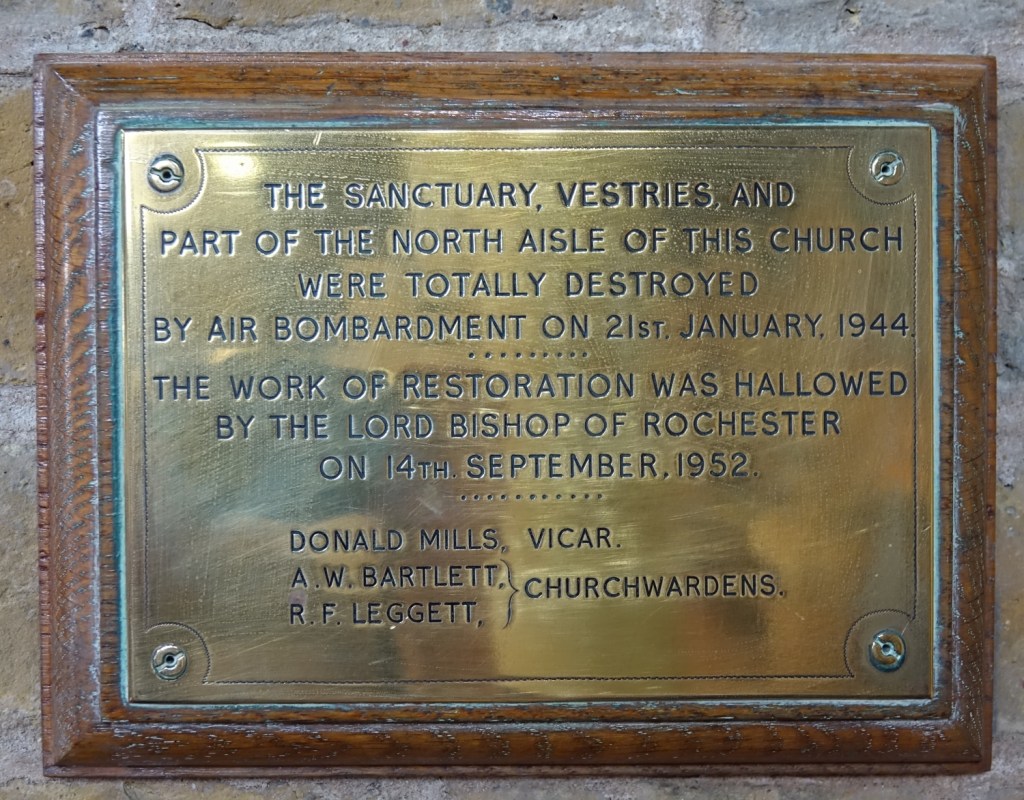 THE SANCTUARY, VESTRIES, AND
PART OF THE NORTH AISLE OF THIS CHURCH
WERE TOTALLY DESTROYED
BY AIR BOMBARDMENT ON 21ST. JANUARY, 1944.
THE WORK OF RESTORATION WAS HALLOWED
BY THE LORD BISHOP OF ROCHESTER
ON 14TH. SEPTEMBER, 1952.
DONALD MILLS, VICAR.
A. W. BARTLETT,
R. F. LEGGETT,
CHURCHWARDENS.